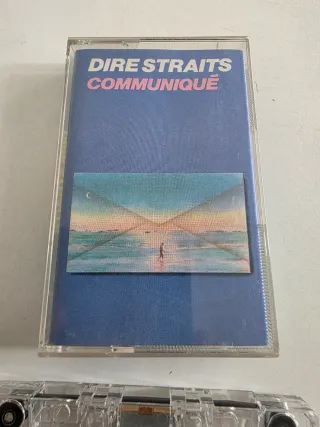 DIRE STRAITS
COMMUNIQUÉ